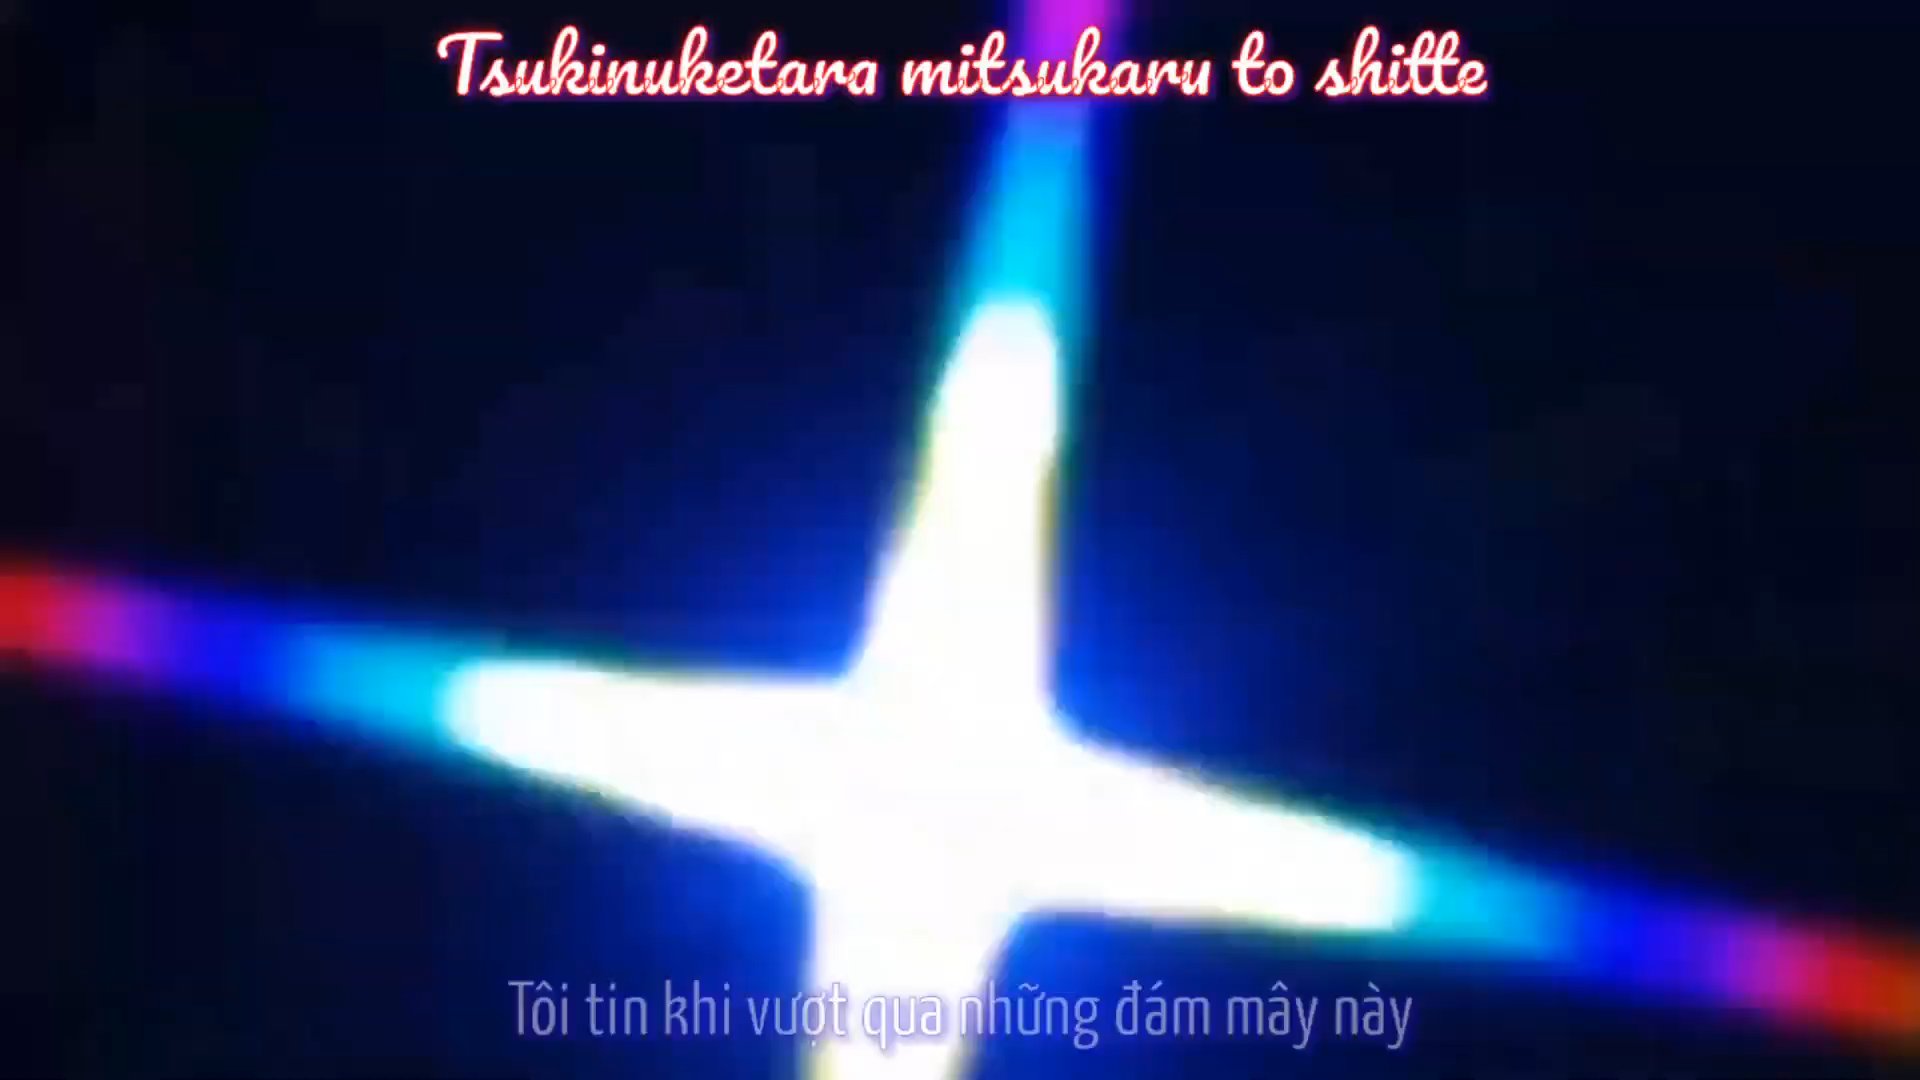 Tsukinuketara mitsukaru to shitte
Tôi tin khi vượt qua những đám mây này